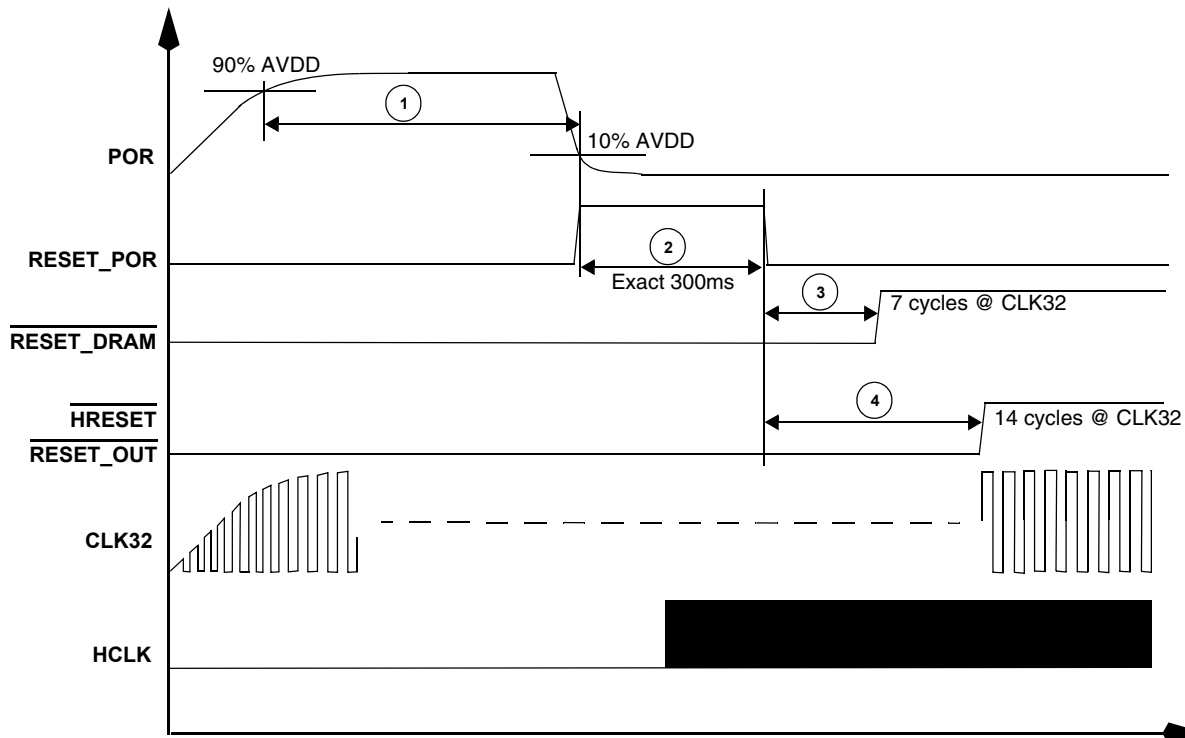 90% AVDD
1
10% AVDD
POR
2
RESET_POR
Exact 300ms
3
7 cycles @ CLK32
RESET_DRAM
4
HRESET
14 cycles @ CLK32
RESET_OUT
CLK32
HCLK